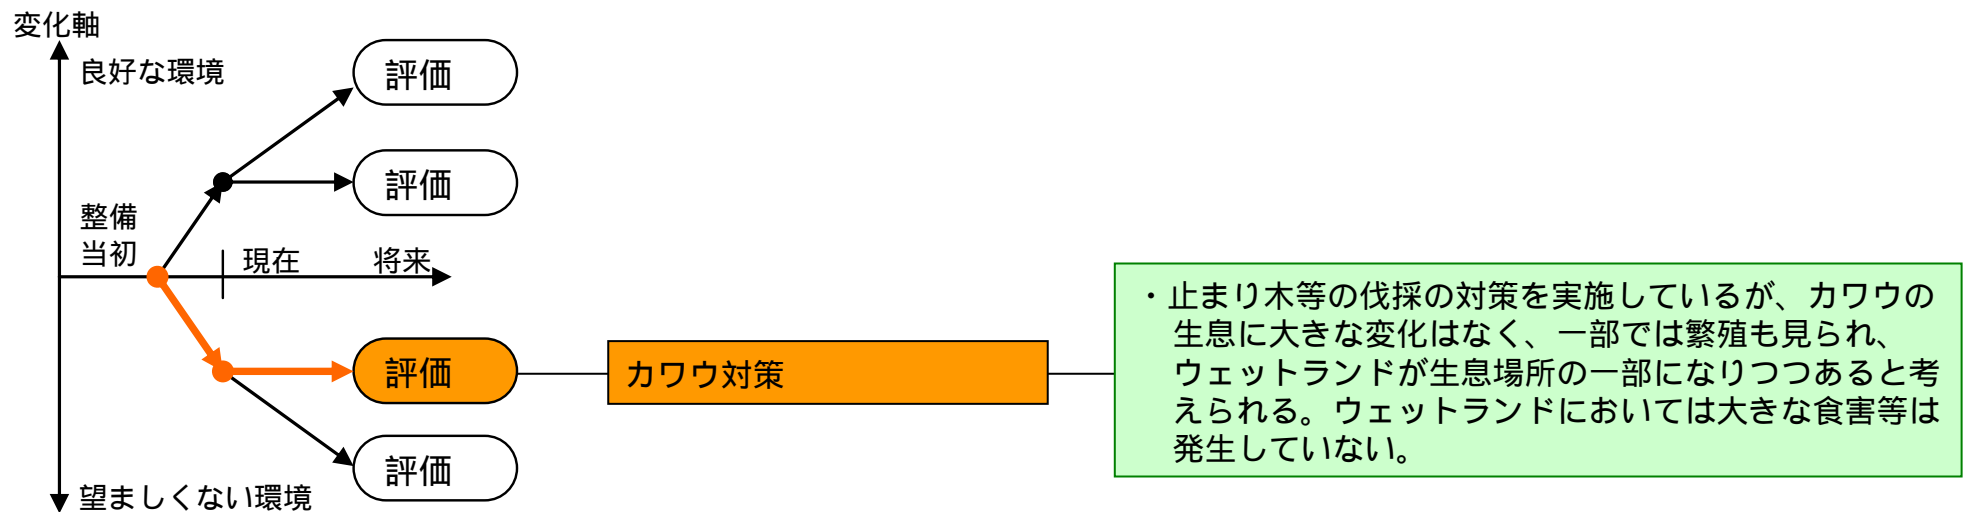 変化軸
良好な環境
評価
評価
整備
当初
現在
将来
評価
カワウ対策
・止まり木等の伐採の対策を実施しているが、カワウの
生息に大きな変化はなく、一部では繁殖も見られ、
ウェットランドが生息場所の一部になりつつあると考
えられる。ウェットランドにおいては大きな食害等は
発生していない。
評価
望ましくない環境